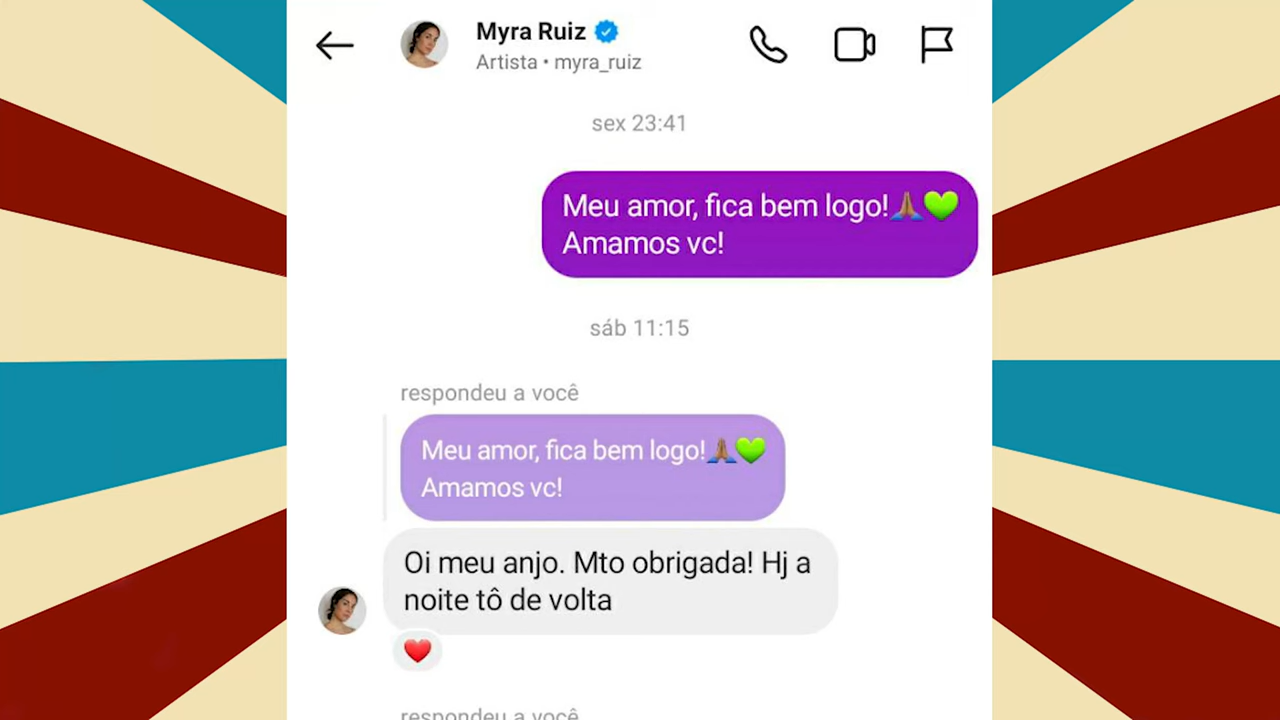 Myra Ruiz
Artista • myra_ruiz
sex 23:41
Meu amor, fica bem logo!🙏🏾💚
Amamos vc!
sáb 11:15
respondeu a você
Meu amor, fica bem logo!🙏🏾💚
Amamos vc!
Oi meu anjo. Mto obrigada! Hj a
noite tô de volta
❤️
respondeu a você